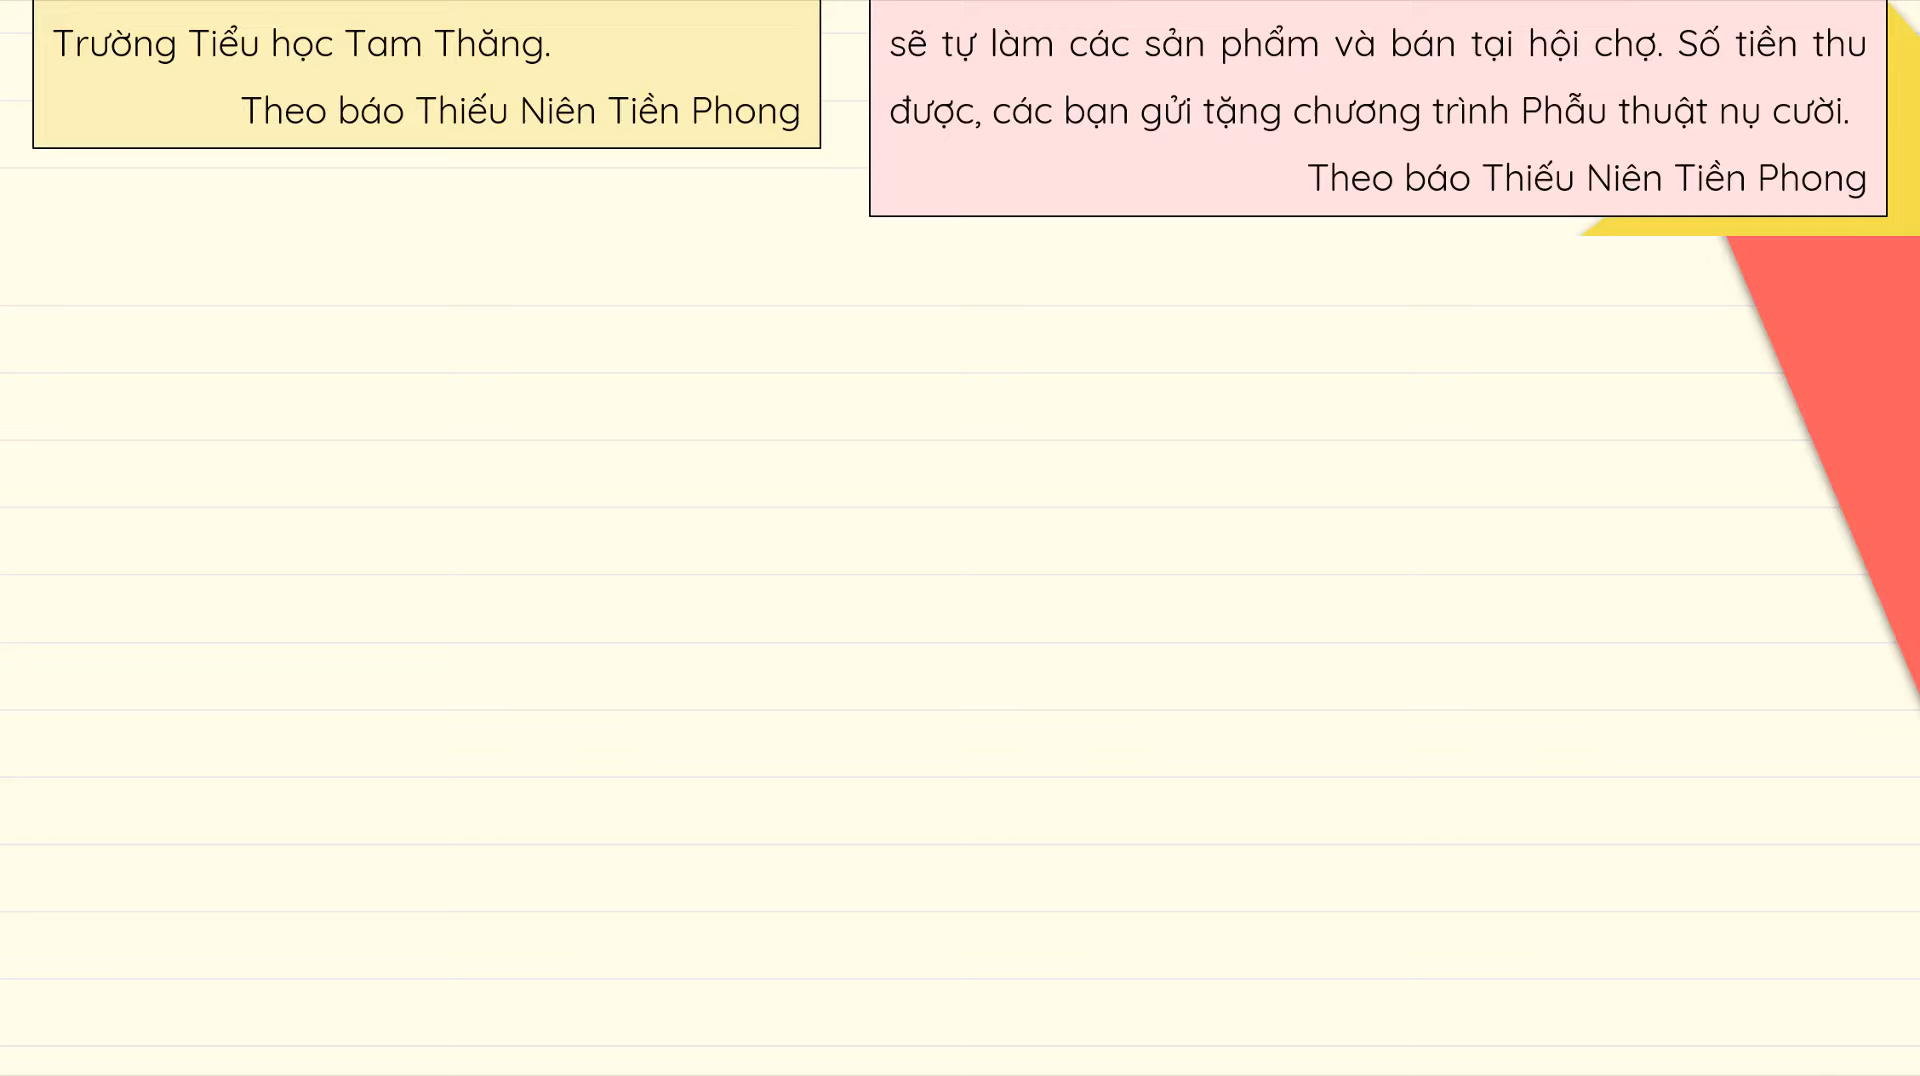 Trường Tiểu học Tam Thăng.
Theo báo Thiếu Niên Tiền Phong
sẽ tự làm các sản phẩm và bán tại hội chợ. Số tiền thu
được, các bạn gửi tặng chương trình Phẫu thuật nụ cười.
Theo báo Thiếu Niên Tiền Phong